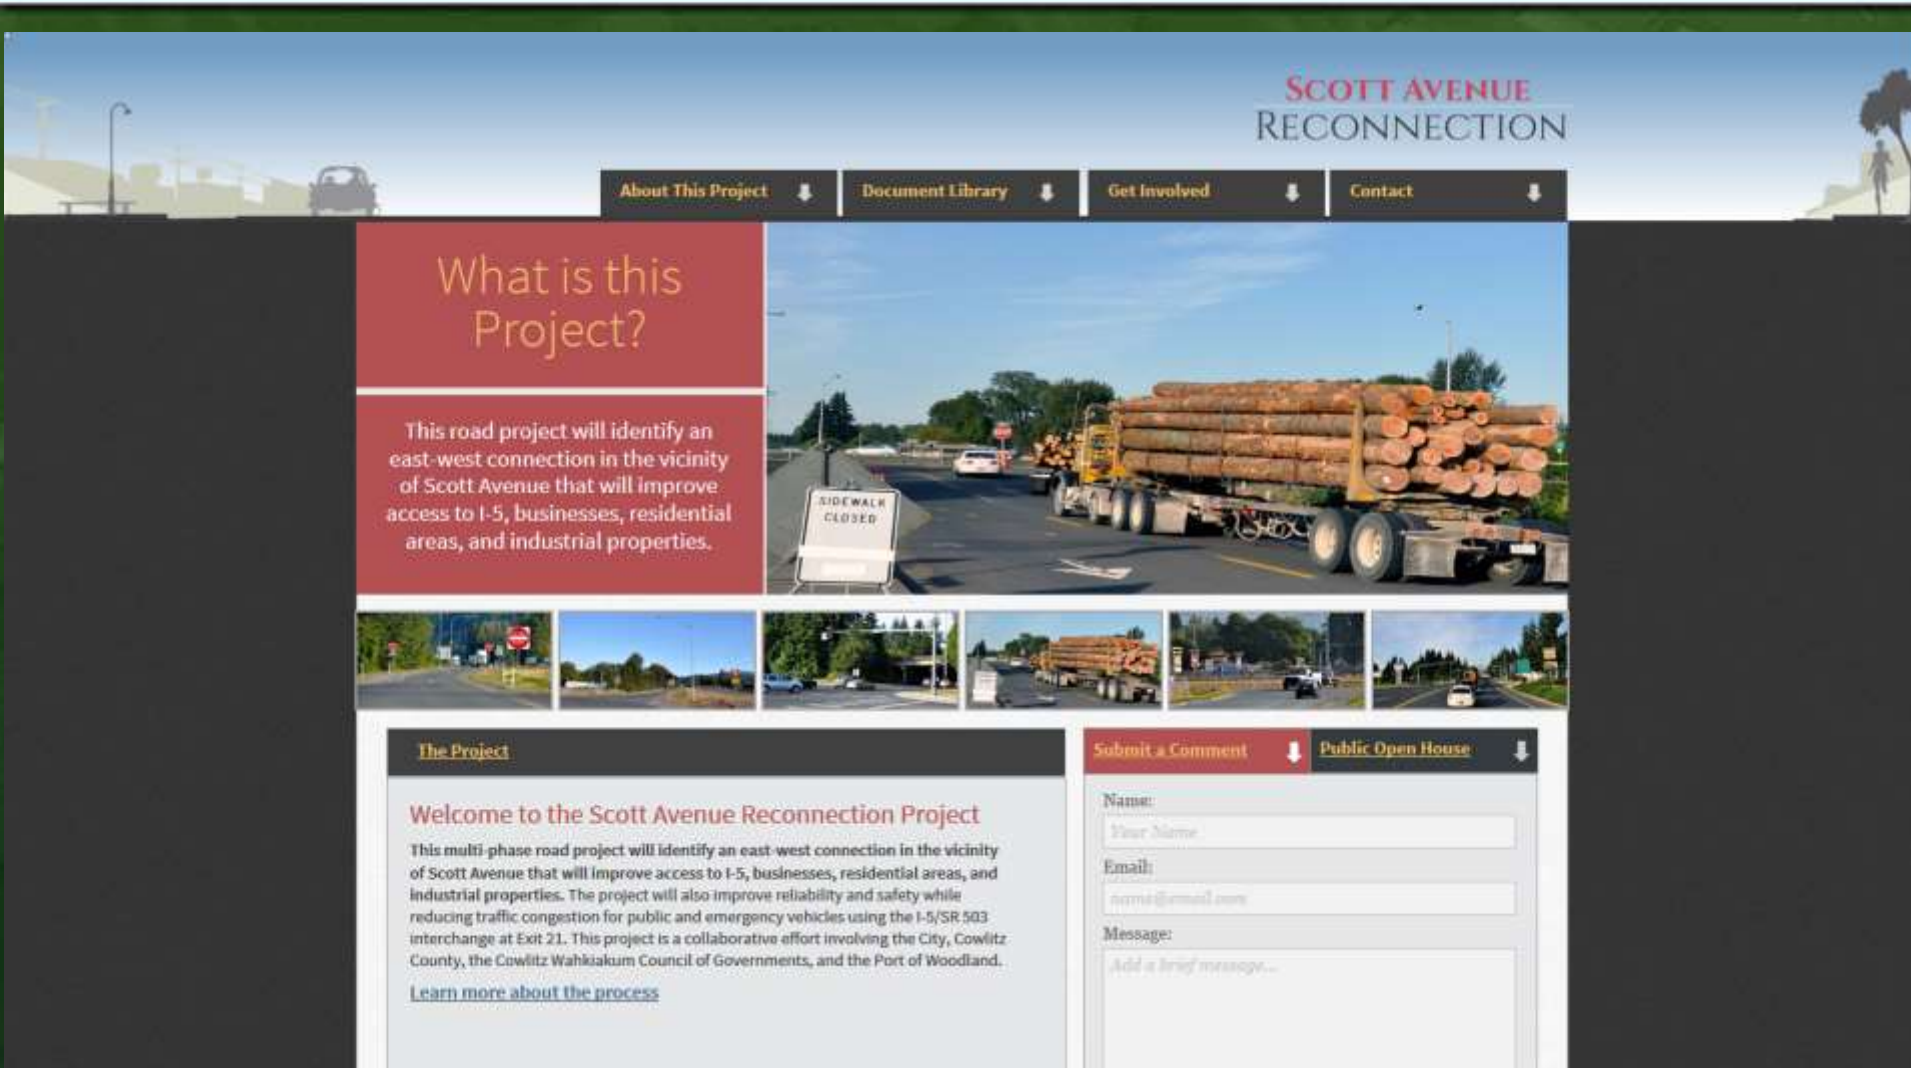 SCOTT AVENUE
RECONNECTION
About This Project
Document Library
Get Involved
Contact
What is this
Project?
This road project will identify an
east-west connection in the vicinity
of Scott Avenue that will improve
access to I-5, businesses, residential
areas, and industrial properties.
SIDEWALK
CLOSED
The Project
Welcome to the Scott Avenue Reconnection Project
This multi-phase road project will identify an east-west connection in the vicinity
of Scott Avenue that will improve access to I-5, businesses, residential areas, and
industrial properties. The project will also improve reliability and safety while
reducing traffic congestion for public and emergency vehicles using the I-5/SR 503
interchange at Exit 21. This project is a collaborative effort involving the City, Cowlitz
County, the Cowlitz Wahkiakum Council of Governments, and the Port of Woodland.
Learn more about the process
Submit a Comment
Public Open House
Name:
Your Name
Email:
name@email.com
Message:
Add a brief message...